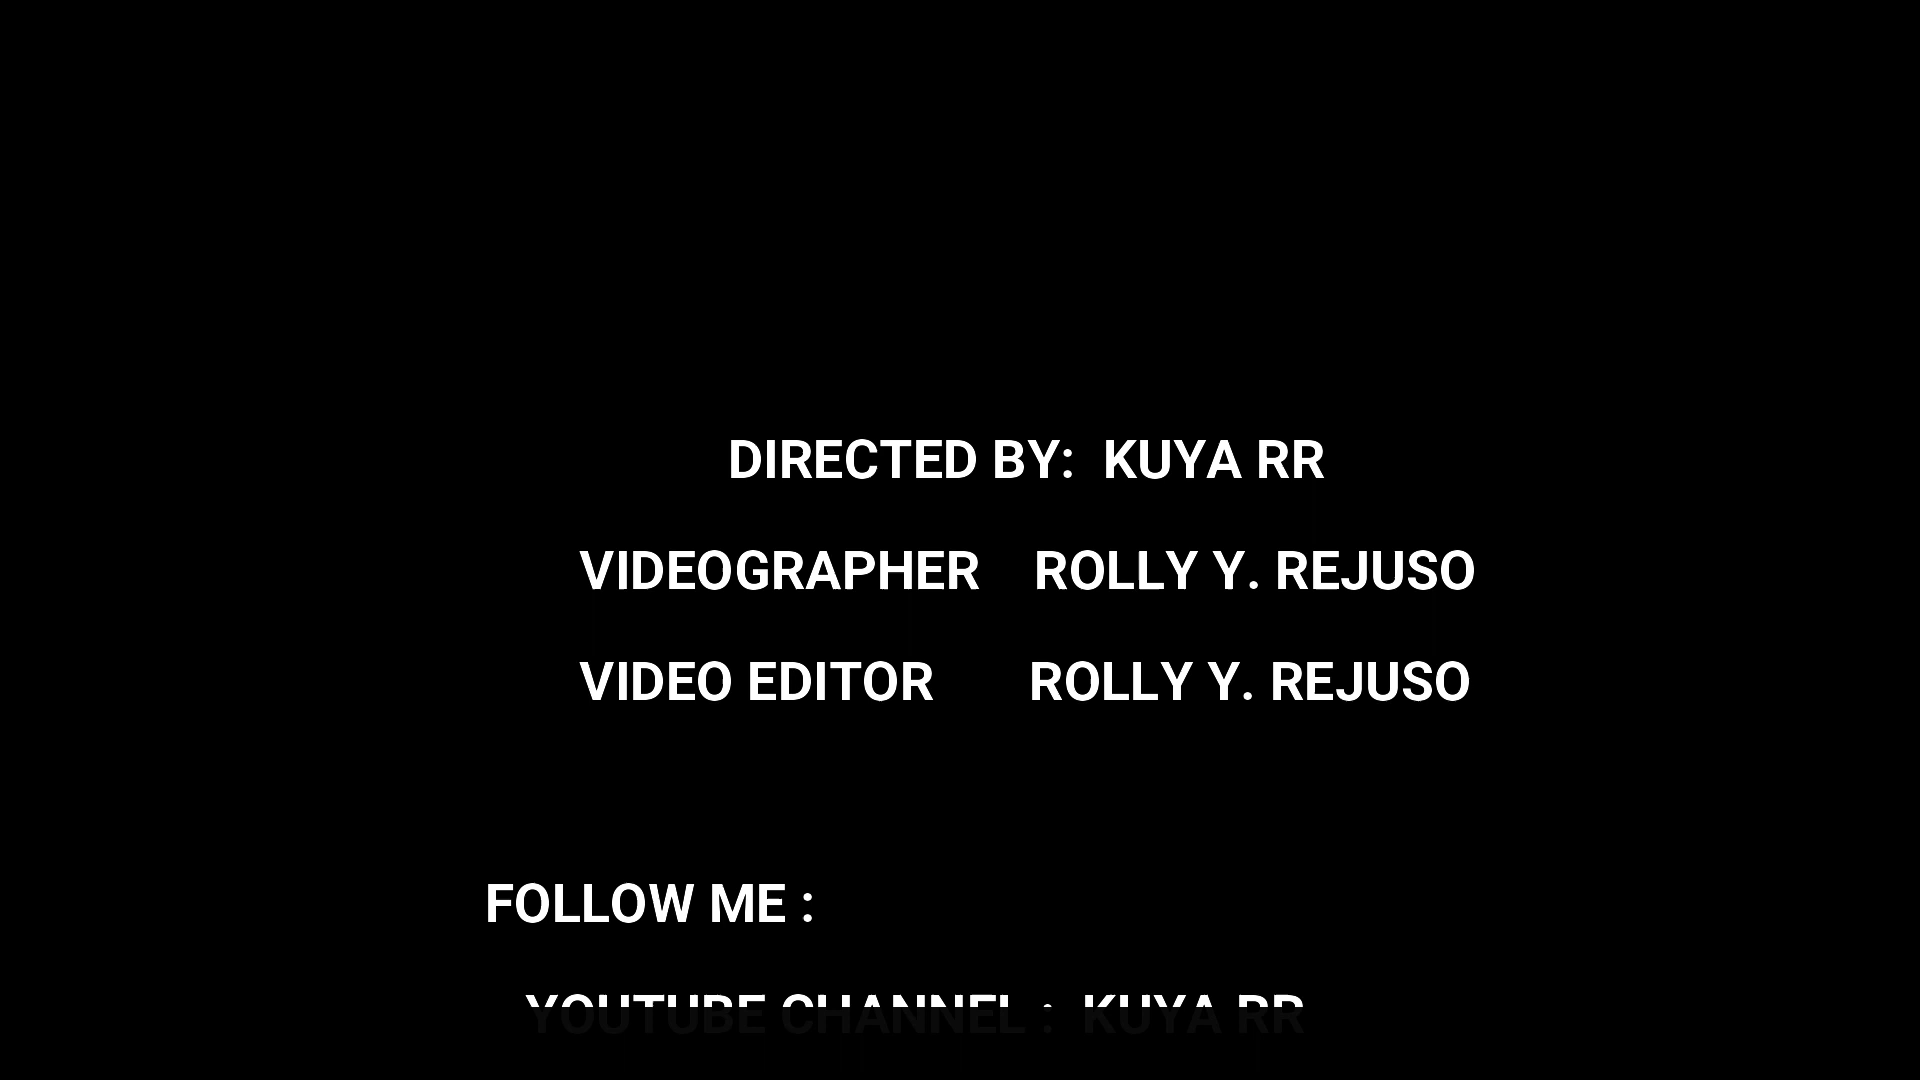 DIRECTED BY: KUYA RR
VIDEOGRAPHER ROLLY Y. REJUSO
VIDEO EDITOR ROLLY Y. REJUSO
FOLLOW ME :
YOUTUBE CHANNEL : KUYA RR